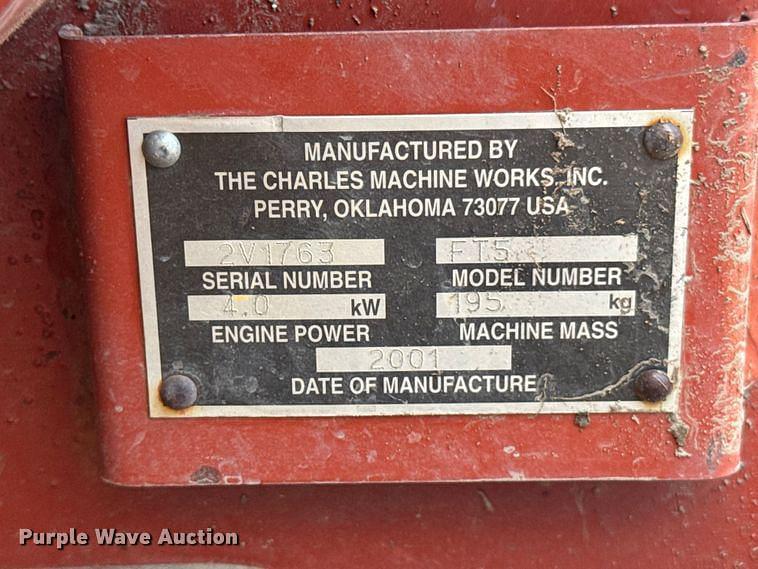 MANUFACTURED BY
THE CHARLES MACHINE WORKS, INC.
PERRY, OKLAHOMA 73077 USA
2V1763 FT5
SERIAL NUMBER MODEL NUMBER
4.0 kW 195 kg
ENGINE POWER MACHINE MASS
2001
DATE OF MANUFACTURE
Purple Wave Auction